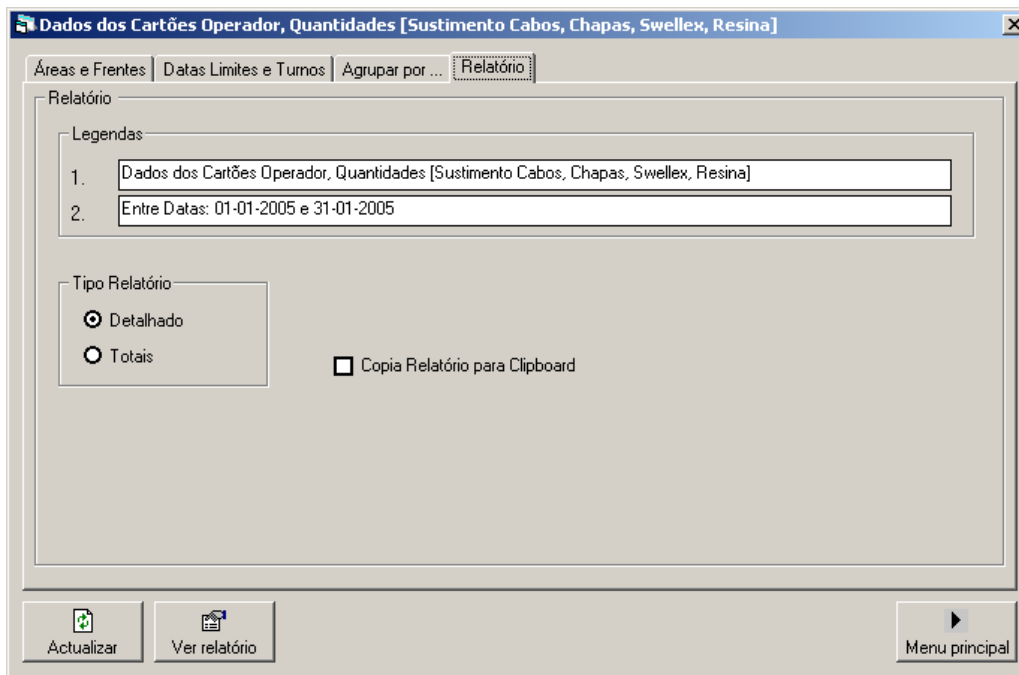 Dados dos Cartões Operador, Quantidades [Sustimento Cabos, Chapas, Swellex, Resina]
Áreas e Frentes Datas Limites e Turnos Agrupar por ... Relatório
Relatório
Legendas
1. Dados dos Cartões Operador, Quantidades [Sustimento Cabos, Chapas, Swellex, Resina]
2. Entre Datas: 01-01-2005 e 31-01-2005
Tipo Relatório
Detalhado
Totais
Copia Relatório para Clipboard
Actualizar Ver relatório Menu principal